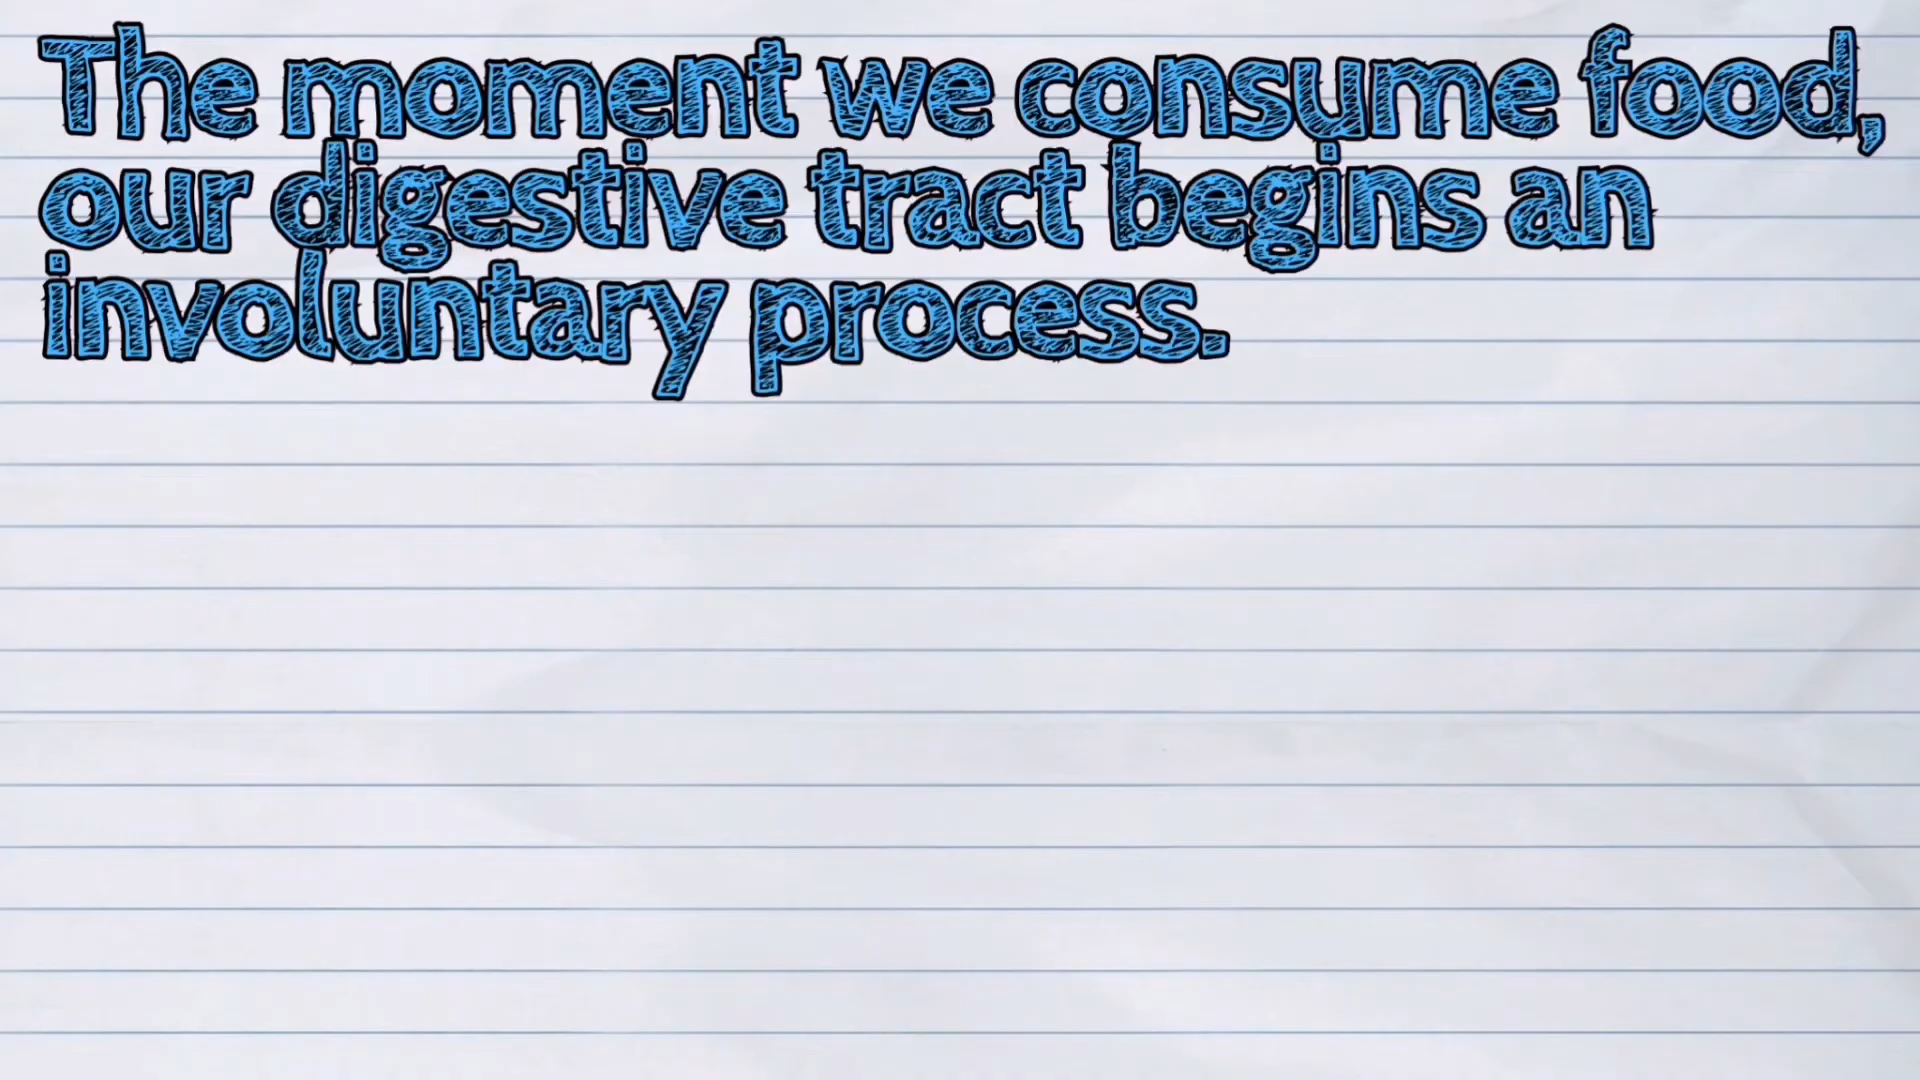 The moment we consume food,
our digestive tract begins an
involuntary process.